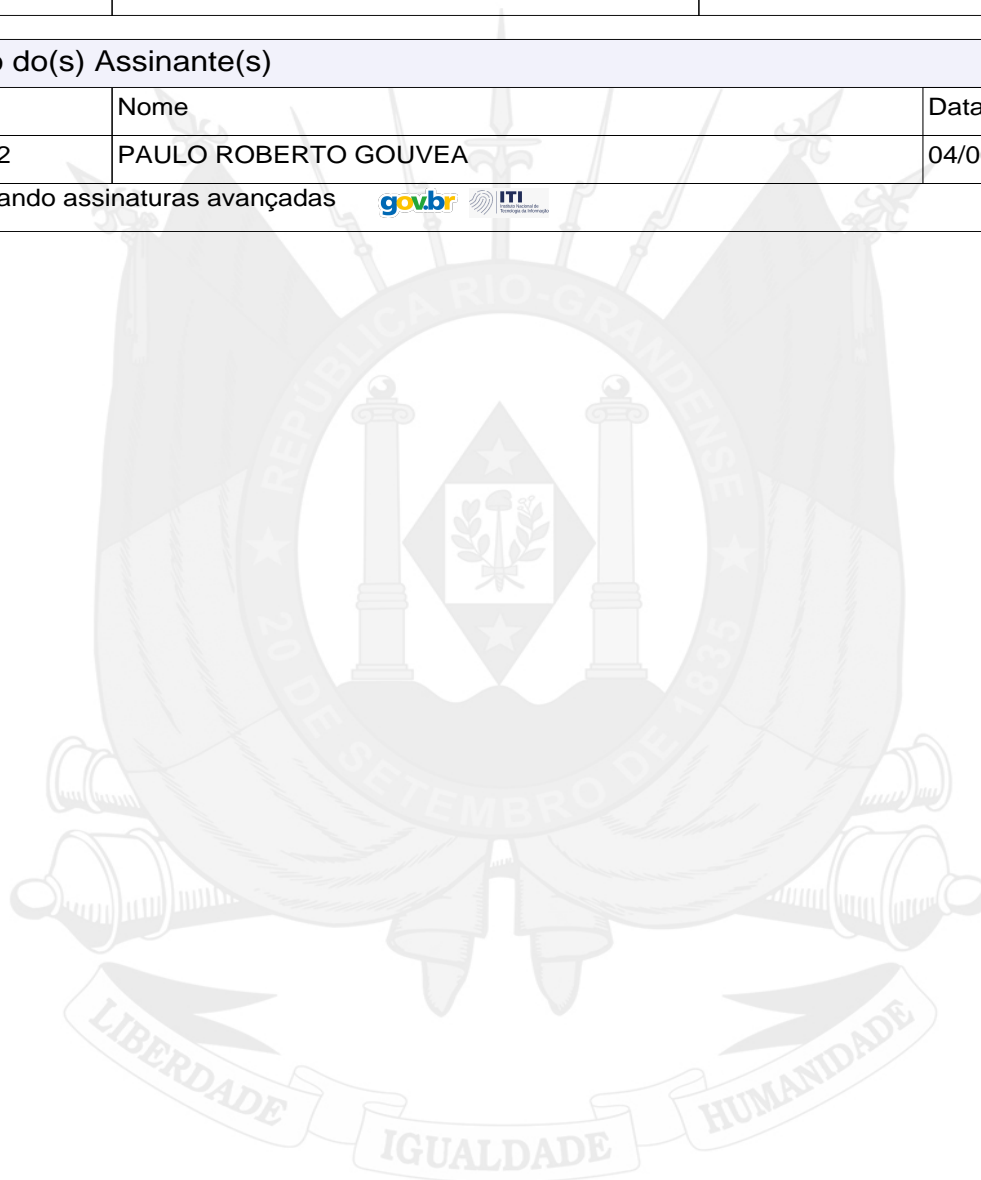 o do(s) Assinante(s)
Nome Data
2 PAULO ROBERTO GOUVEA 04/0
ando assinaturas avançadas gov.br ITI
REPÚBLICA RIO-GRANDENSE
★ 20 DE SETEMBRO DE 1835 ★
LIBERDADE IGUALDADE HUMANIDADE